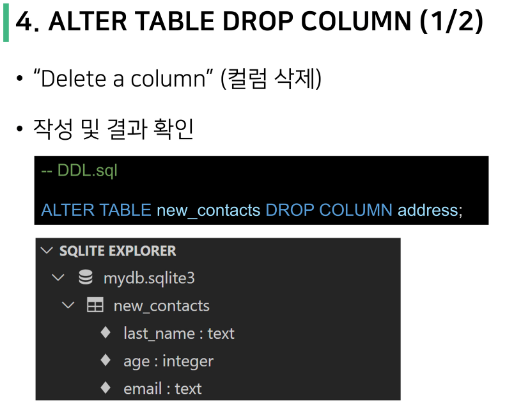 4. ALTER TABLE DROP COLUMN (1/2)
• “Delete a column” (컬럼 삭제)
• 작성 및 결과 확인
-- DDL.sql
ALTER TABLE new_contacts DROP COLUMN address;
SQLITE EXPLORER
mydb.sqlite3
new_contacts
last_name : text
age : integer
email : text